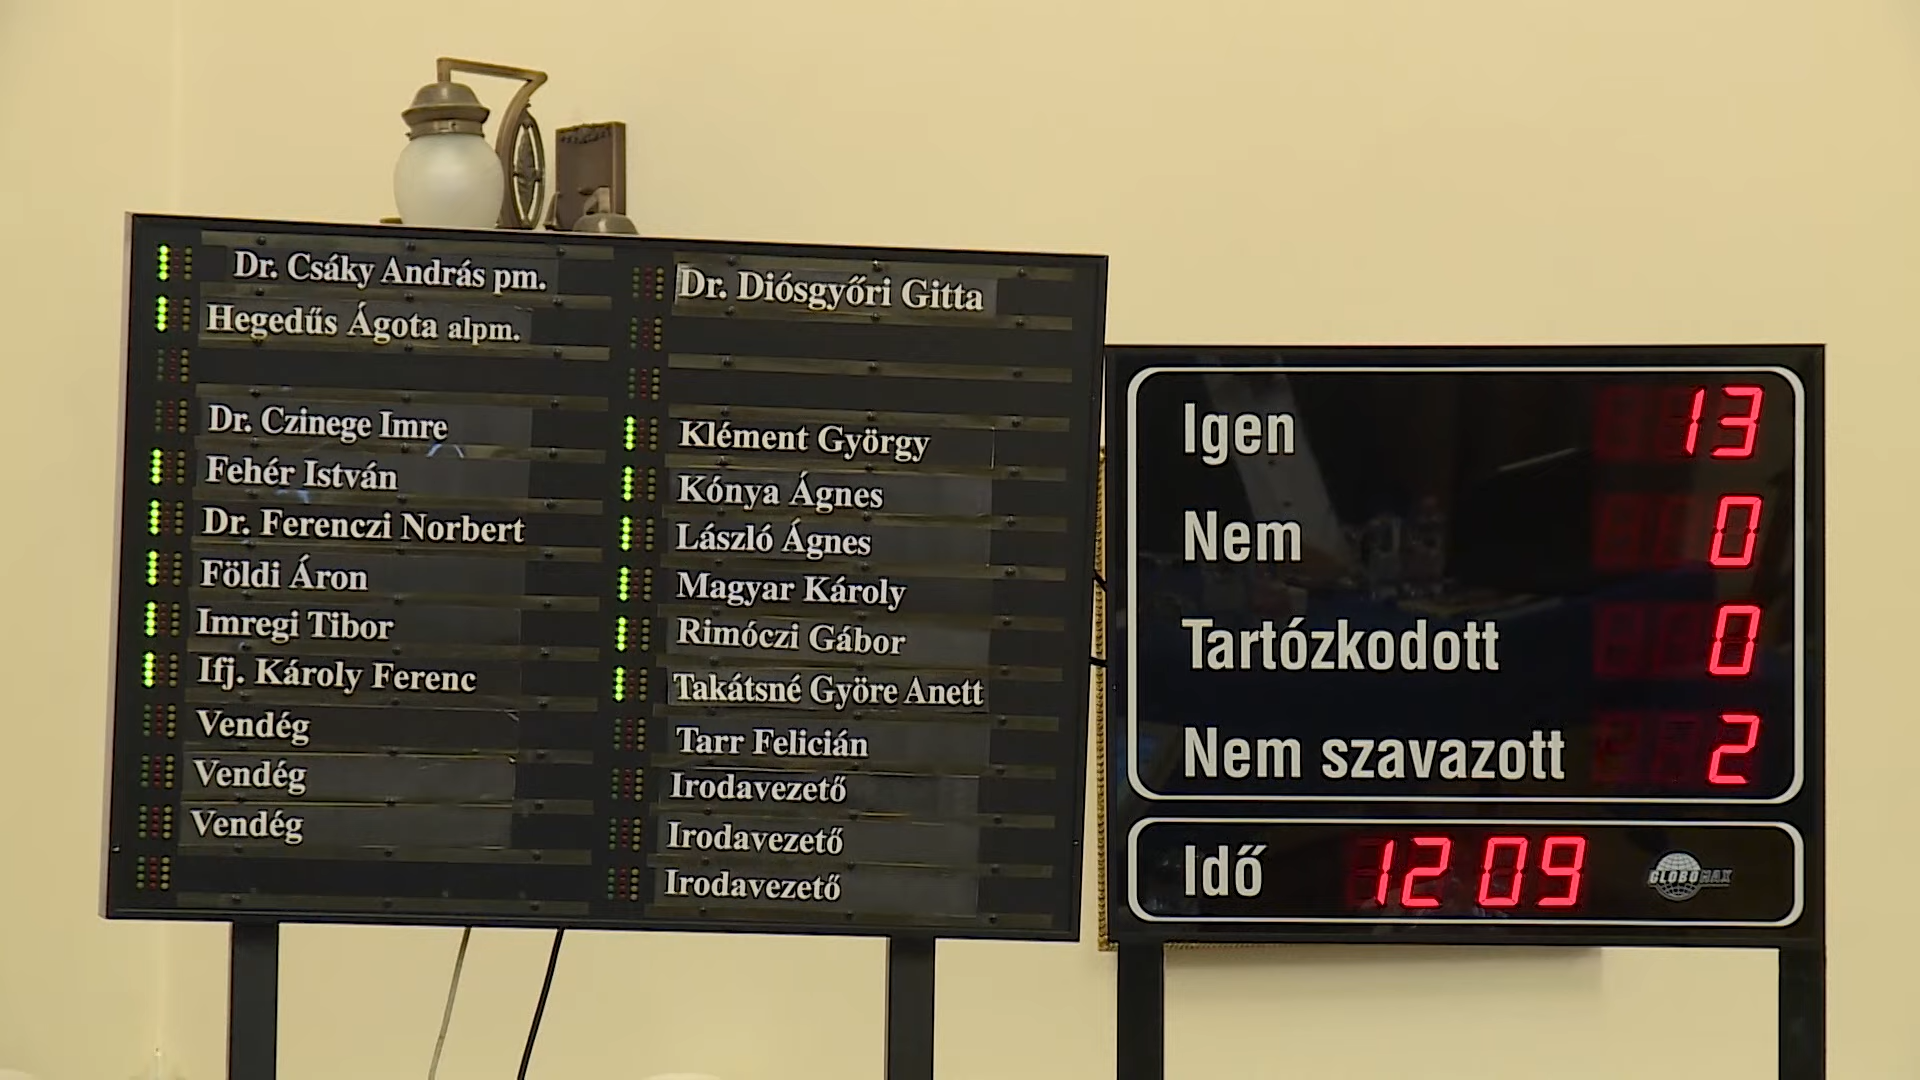 Dr. Csáky András pm.
Hegedűs Ágota alpm.
Dr. Czinege Imre
Fehér István
Dr. Ferenczi Norbert
Földi Áron
Imregi Tibor
Ifj. Károly Ferenc
Vendég
Vendég
Vendég
Dr. Diósgyőri Gitta
Klément György
Kónya Ágnes
László Ágnes
Magyar Károly
Rimóczi Gábor
Takátsné Györe Anett
Tarr Felicián
Irodavezető
Irodavezető
Irodavezető
Igen 13
Nem 0
Tartózkodott 0
Nem szavazott 2
Idő 12 09
GLOBOMAX